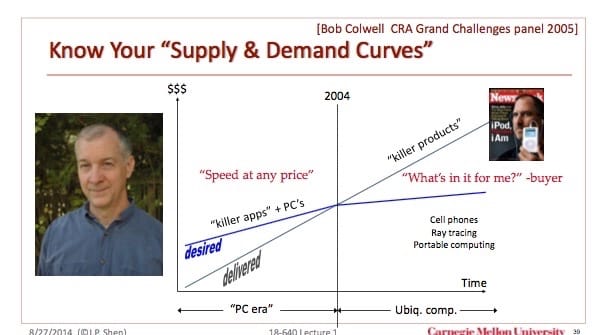 [Bob Colwell  CRA Grand Challenges panel 2005]
Know Your “Supply & Demand Curves”
$$$
2004
“killer products”
iPod,
i Am
“Speed at any price”
“What’s in it for me?” -buyer
“killer apps” + PC’s
desired
delivered
Cell phones
Ray tracing
Portable computing
Time
“PC era”
Ubiq. comp.
8/27/2014  (©J.P. Shen)
18-640 Lecture 1
Carnegie Mellon University
39